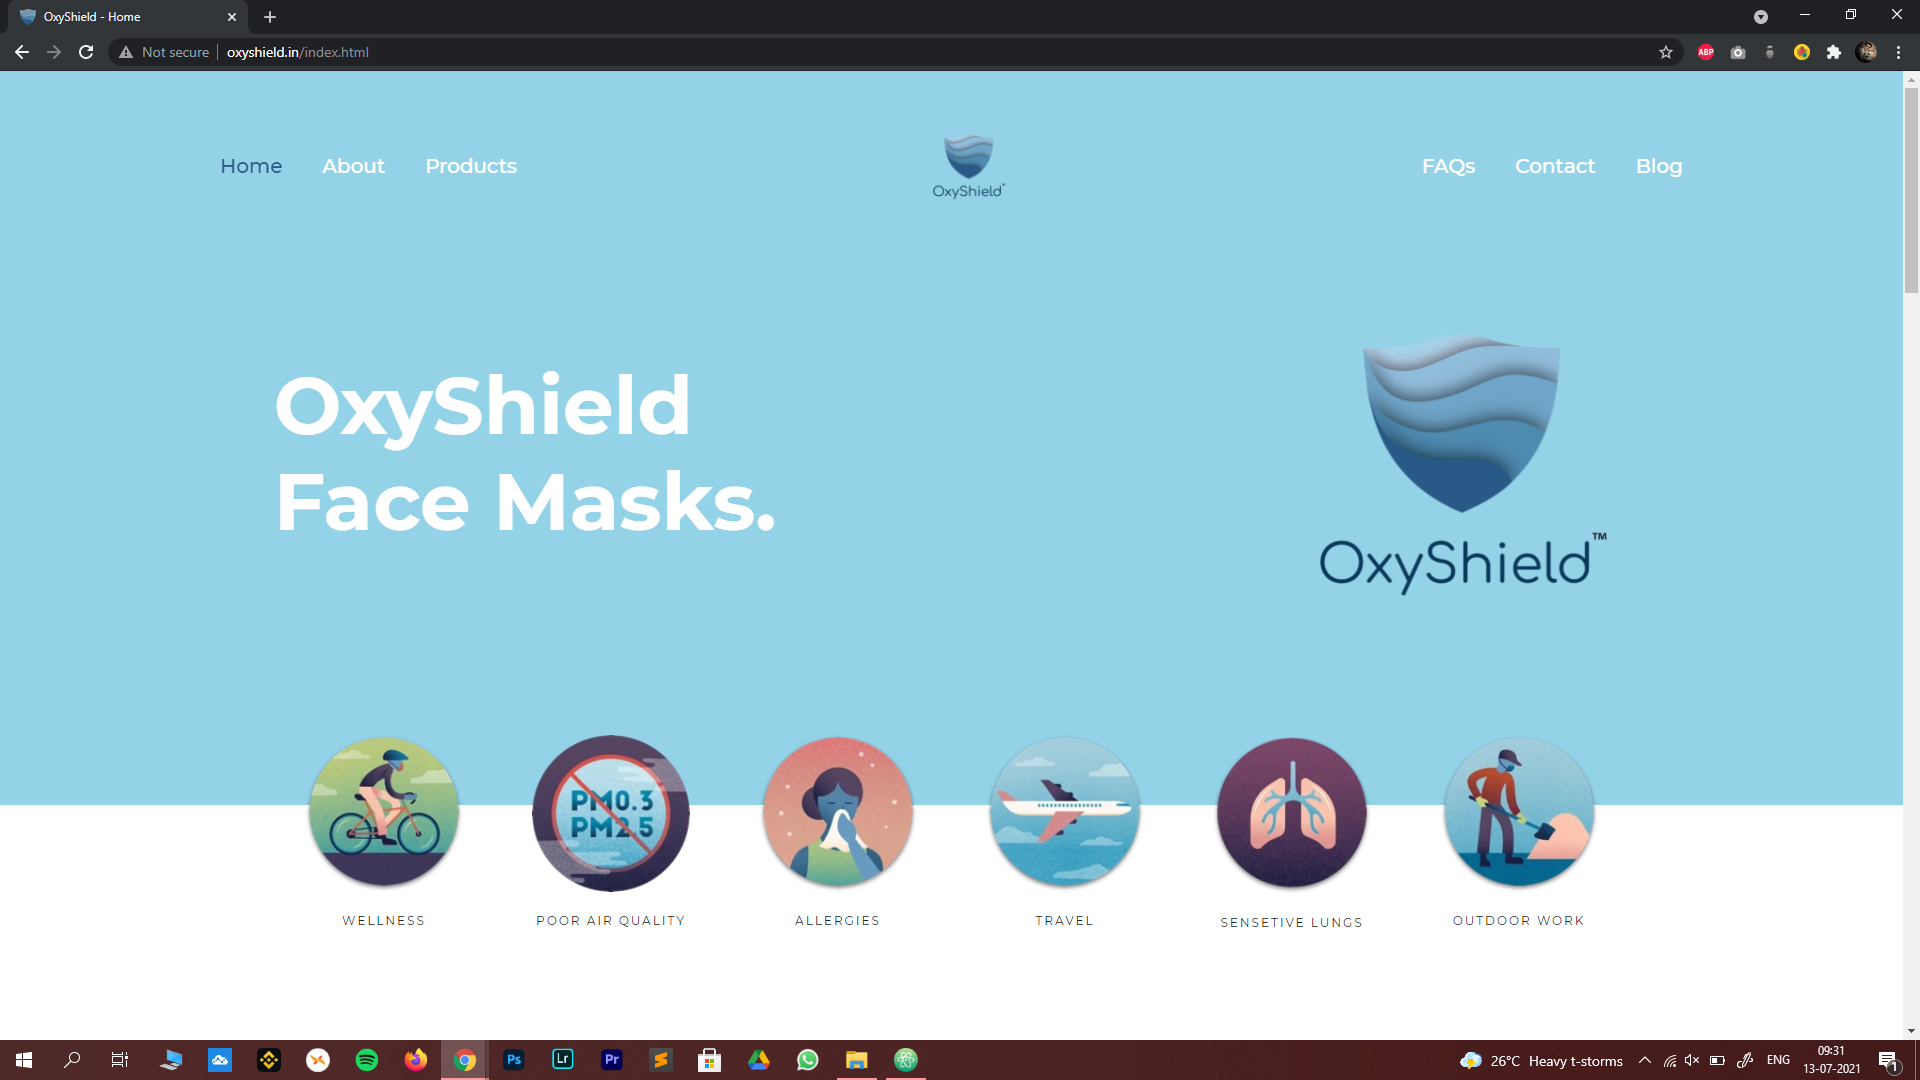 OxyShield - Home
Not secure
oxyshield.in/index.html
ABP
Home
About
Products
OxyShield™
FAQs
Contact
Blog
OxyShield
Face Masks.
OxyShield™
PM0.3
PM2.5
WELLNESS
POOR AIR QUALITY
ALLERGIES
TRAVEL
SENSETIVE LUNGS
OUTDOOR WORK
Ps
Lr
Pr
26°C Heavy t-storms
ENG
09:31
13-07-2021
1